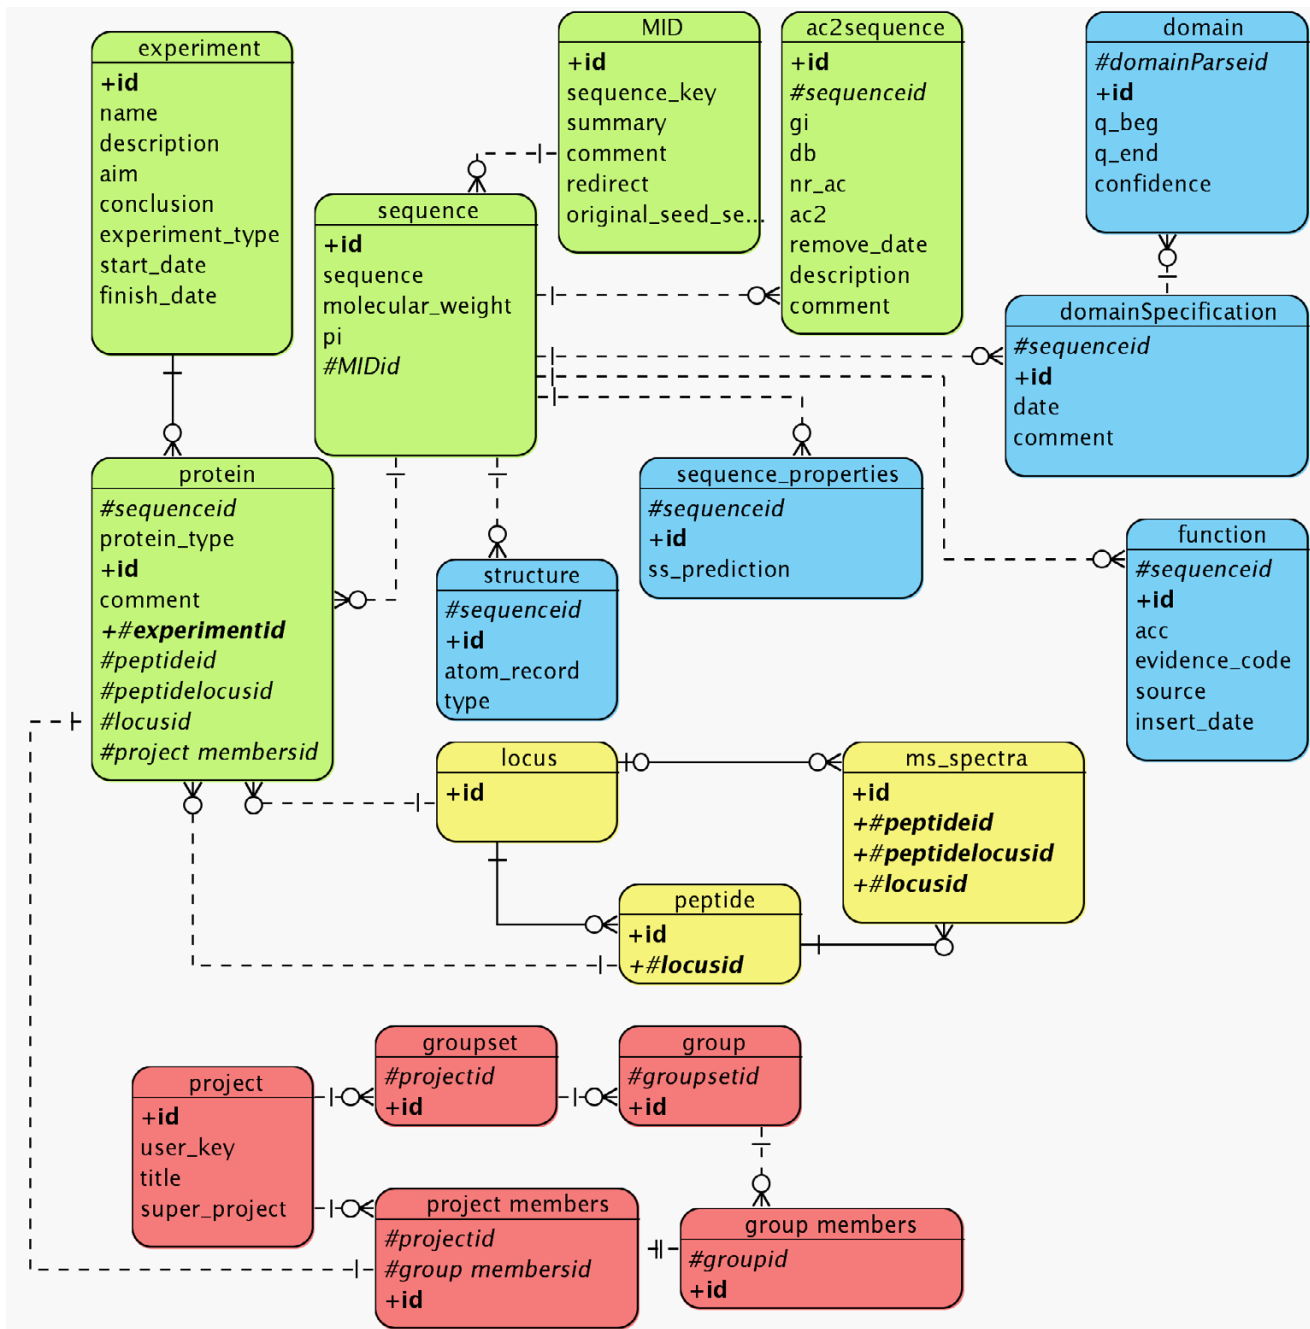 experiment
+id
name
description
aim
conclusion
experiment_type
start_date
finish_date
MID
+id
sequence_key
summary
comment
redirect
original_seed_se...
ac2sequence
+id
#sequenceid
gi
db
nr_ac
ac2
remove_date
description
comment
domain
#domainParseid
+id
q_beg
q_end
confidence
sequence
+id
sequence
molecular_weight
pi
#MIDid
domainSpecification
#sequenceid
+id
date
comment
protein
#sequenceid
protein_type
+id
comment
+#experimentid
#peptideid
#peptidelocusid
#locusid
#project membersid
structure
#sequenceid
+id
atom_record
type
sequence_properties
#sequenceid
+id
ss_prediction
function
#sequenceid
+id
acc
evidence_code
source
insert_date
locus
+id
ms_spectra
+id
+#peptideid
+#peptidelocusid
+#locusid
peptide
+id
+#locusid
project
+id
user_key
title
super_project
groupset
#projectid
+id
group
#groupsetid
+id
project members
#projectid
#group membersid
+id
group members
#groupid
+id